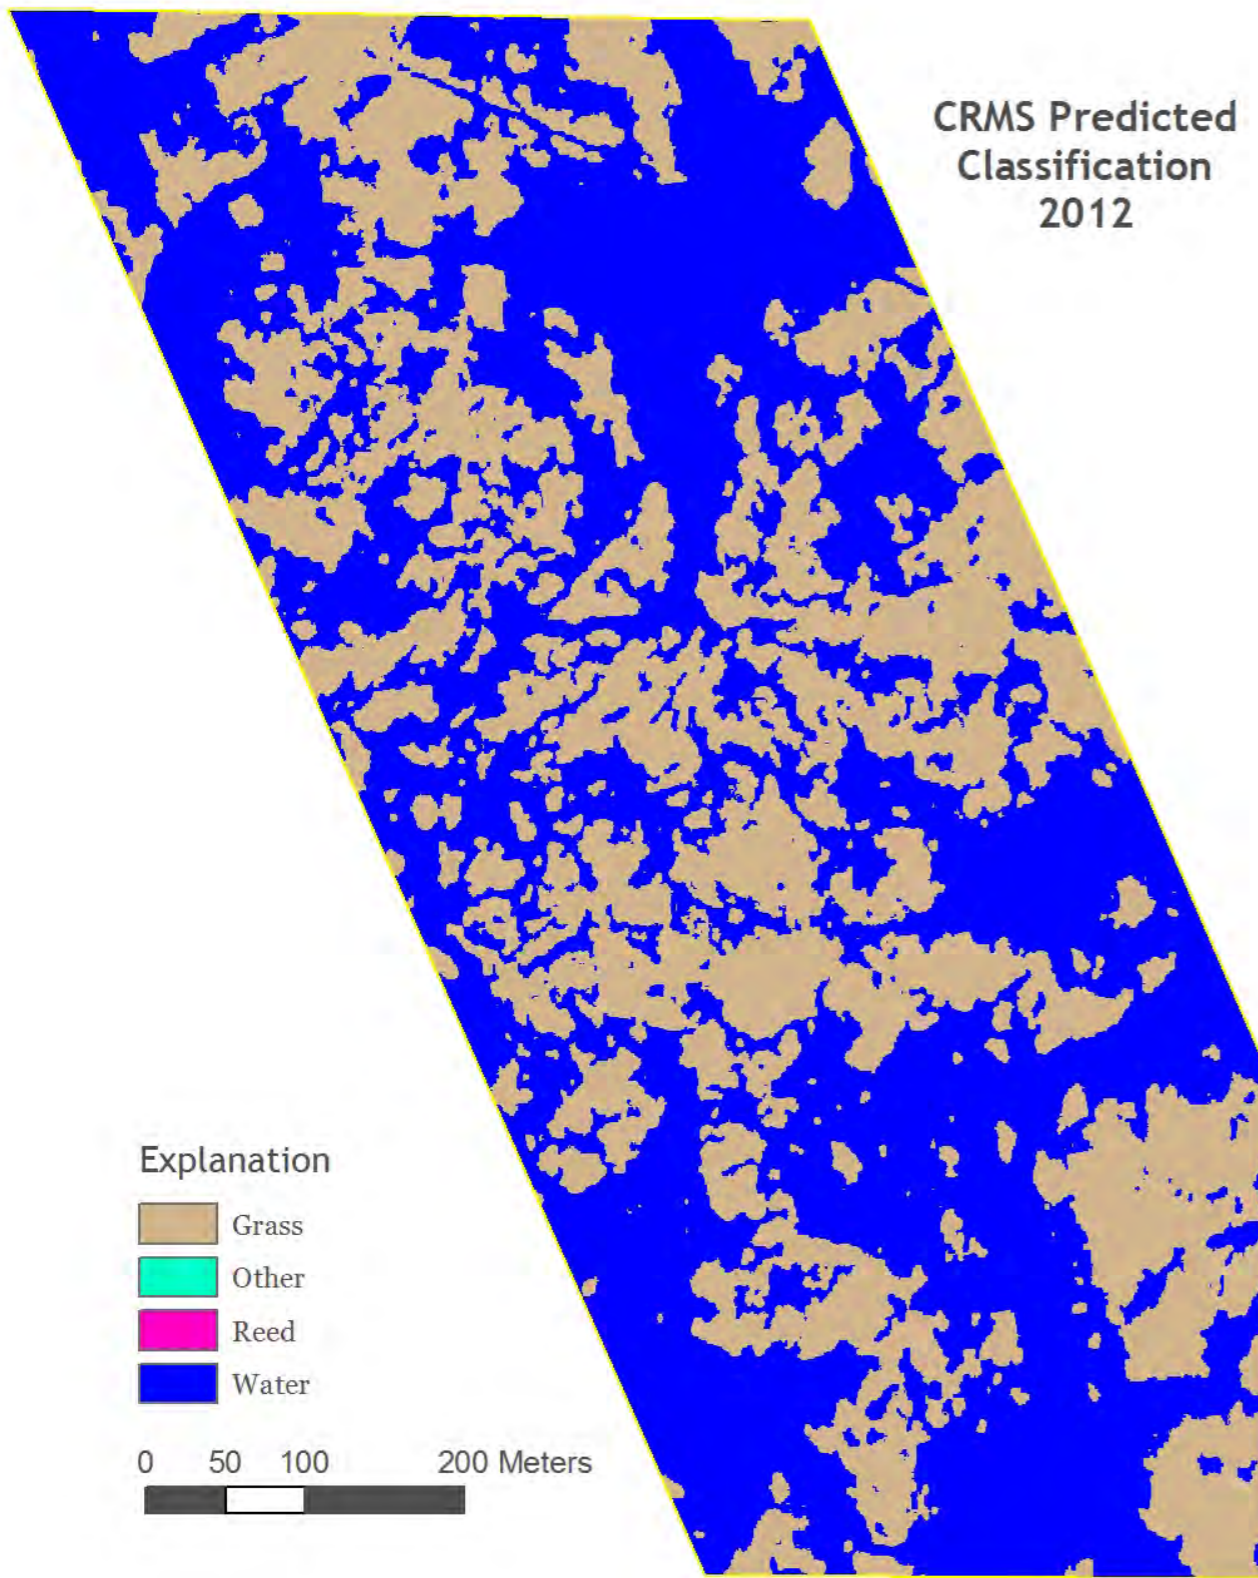 CRMS Predicted
Classification
2012
Explanation
Grass
Other
Reed
Water
0 50 100 200 Meters